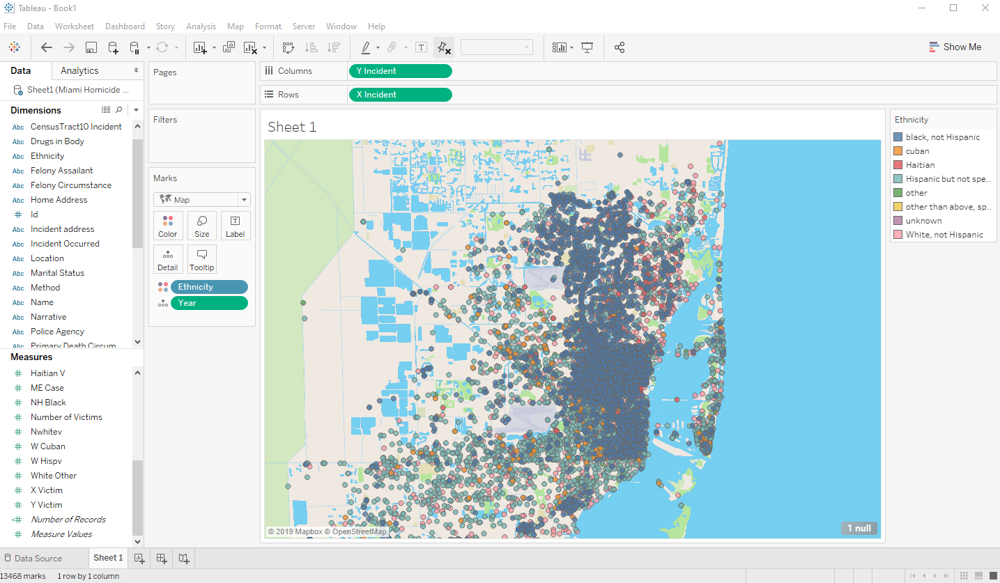 Tableau - Book1
File Data Worksheet Dashboard Story Analysis Map Format Server Window Help
Show Me
Data Analytics
Sheet1 (Miami Homicide ...
Dimensions
Abc CensusTract10 Incident
Abc Drugs in Body
Abc Ethnicity
Abc Felony Assailant
Abc Felony Circumstance
Abc Home Address
# Id
Abc Incident address
Abc Incident Occurred
Abc Location
Abc Marital Status
Abc Method
Abc Name
Abc Narrative
Abc Police Agency
Abc Primary Death Circum
Measures
# Haitian V
# ME Case
# NH Black
# Number of Victims
# Nwhitev
# W Cuban
# W Hispv
# White Other
# X Victim
# Y Victim
=# Number of Records
# Measure Values
Pages
Filters
Marks
Map
Color Size Label
Detail Tooltip
Ethnicity
Year
Columns Y Incident
Rows X Incident
Sheet 1
© 2019 Mapbox © OpenStreetMap
1 null
Ethnicity
black, not Hispanic
cuban
Haitian
Hispanic but not spe..
other
other than above, sp..
unknown
White, not Hispanic
Data Source Sheet 1
13468 marks 1 row by 1 column